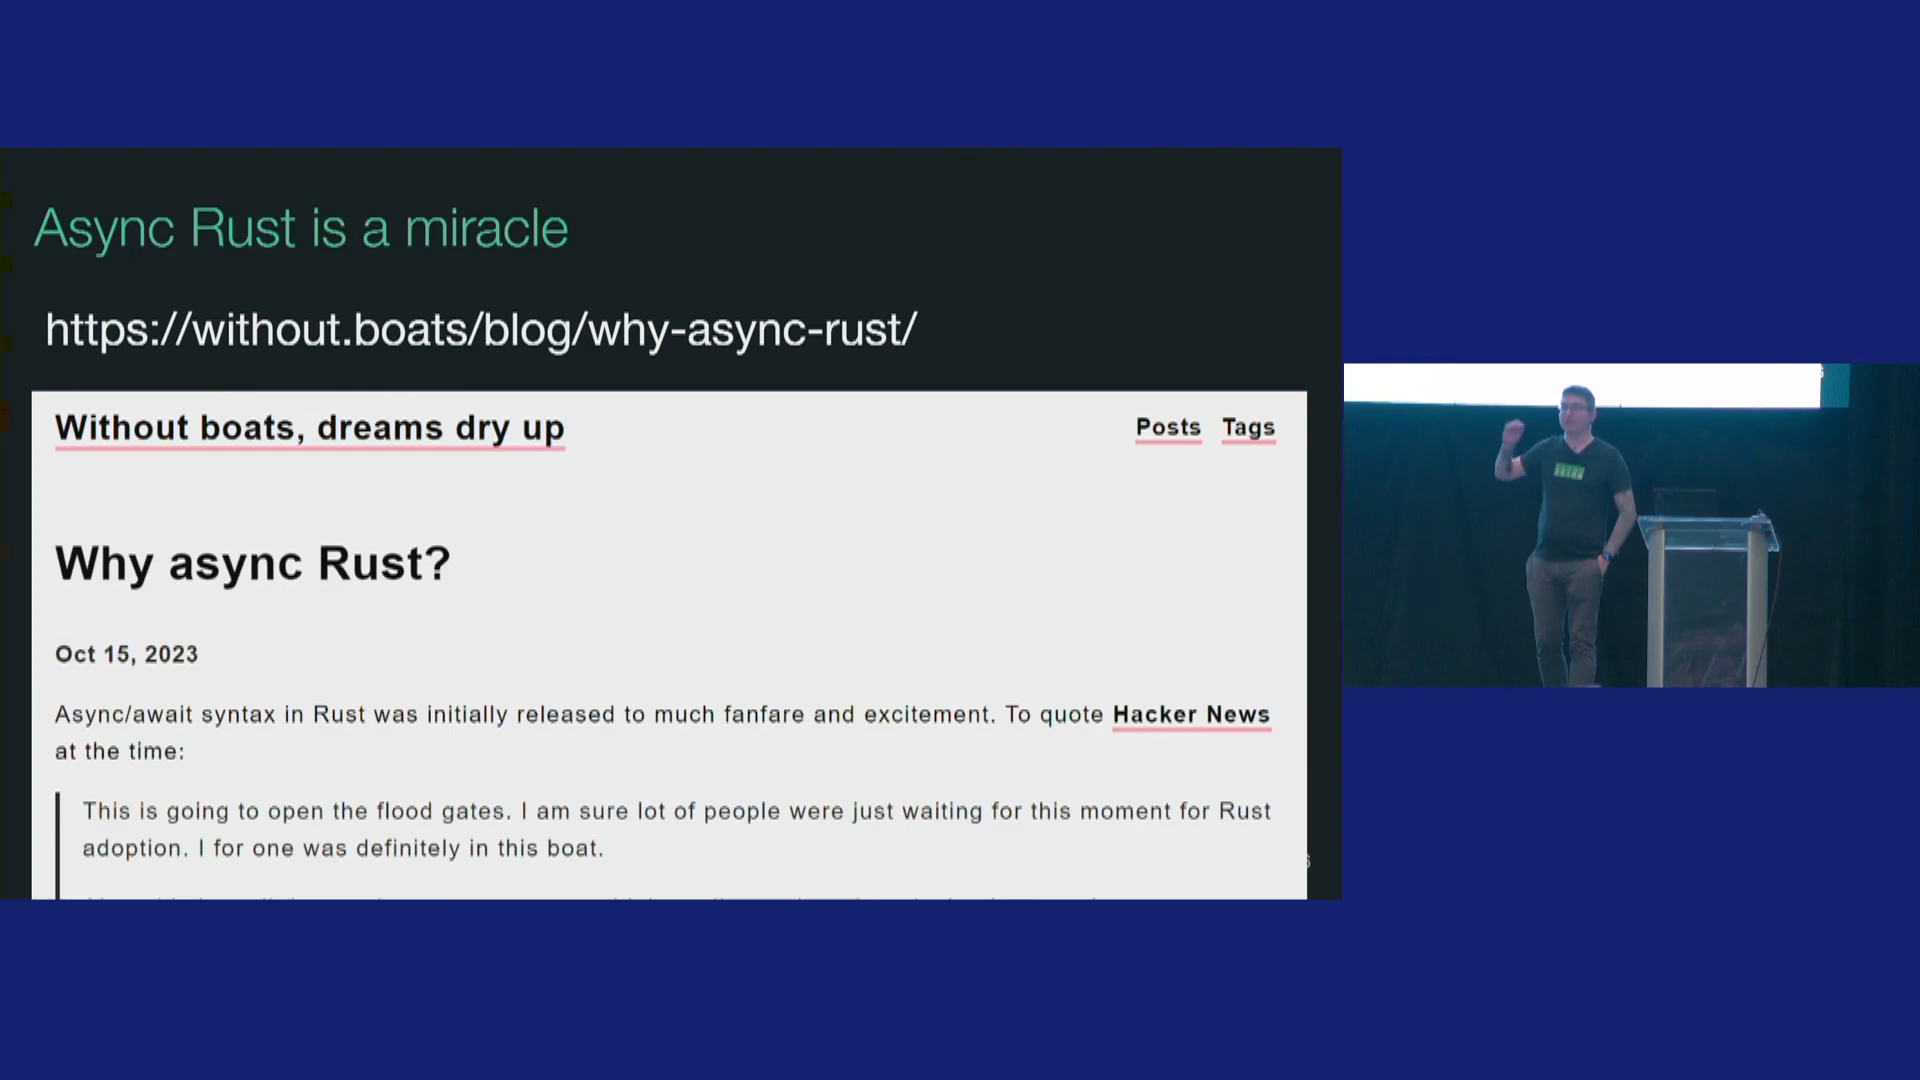 Async Rust is a miracle
https://without.boats/blog/why-async-rust/
Without boats, dreams dry up
Posts Tags
Why async Rust?
Oct 15, 2023
Async/await syntax in Rust was initially released to much fanfare and excitement. To quote Hacker News
at the time:
This is going to open the flood gates. I am sure lot of people were just waiting for this moment for Rust
adoption. I for one was definitely in this boat.